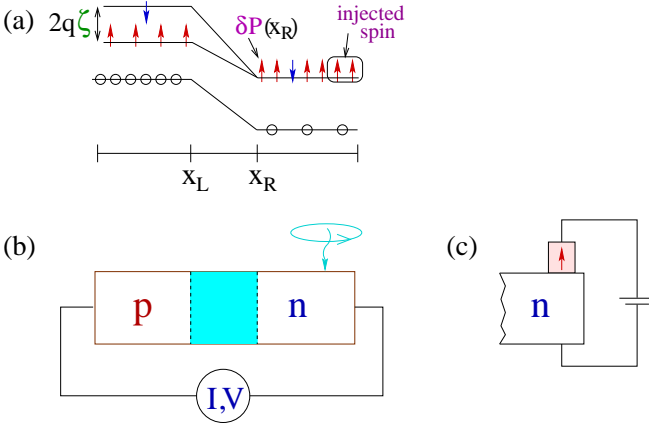 (a)
2qζ
δP(x_R)
injected
spin
x_L
x_R
(b)
p
n
I,V
(c)
n